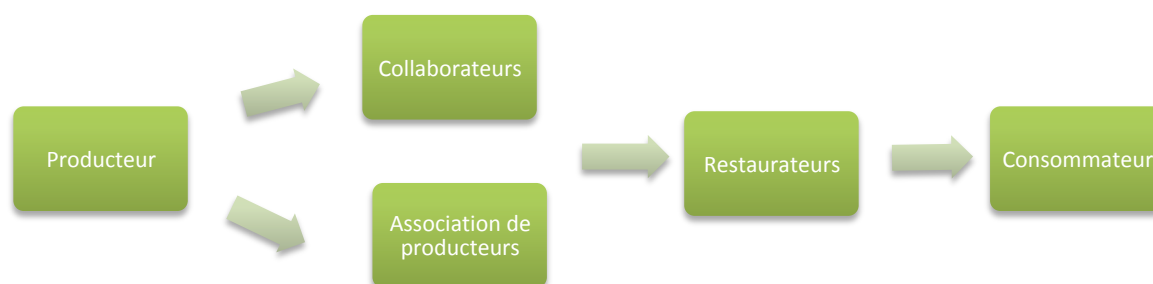 Collaborateurs
Producteur
Restaurateurs
Consommateur
Association de
producteurs